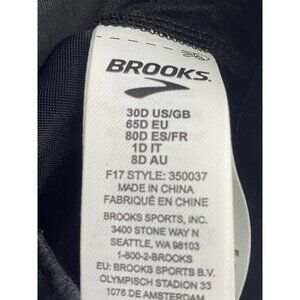 BROOKS
30D US/GB
65D EU
80D ES/FR
1D IT
8D AU
F17 STYLE: 350037
MADE IN CHINA
FABRIQUÉ EN CHINE
BROOKS SPORTS, INC.
3400 STONE WAY N
SEATTLE, WA 98103
1-800-2-BROOKS
EU: BROOKS SPORTS B.V.
OLYMPISCH STADION 33
1076 DE AMSTERDAM